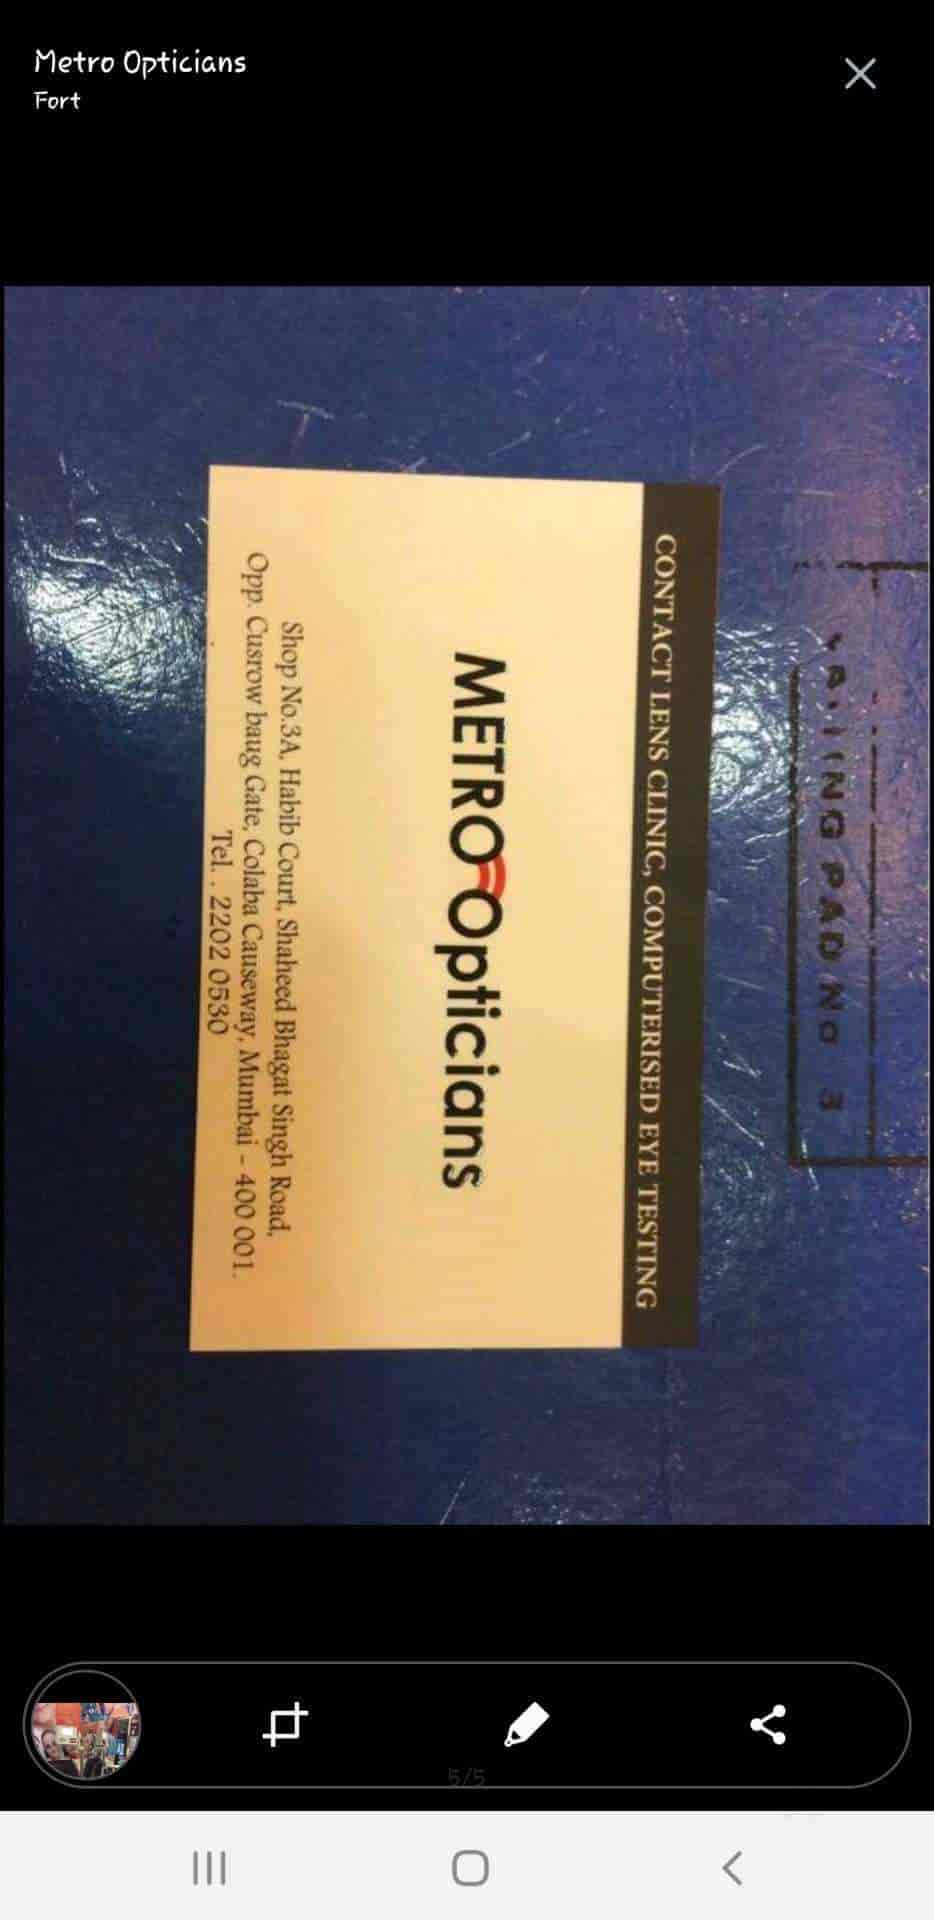 Metro Opticians
Fort
CONTACT LENS CLINIC, COMPUTERISED EYE TESTING
METRO Opticians
Shop No.3A, Habib Court, Shaheed Bhagat Singh Road,
Opp. Cusrow baug Gate, Colaba Causeway, Mumbai - 400 001.
Tel. : 2202 0530
PAD No 3
5/5